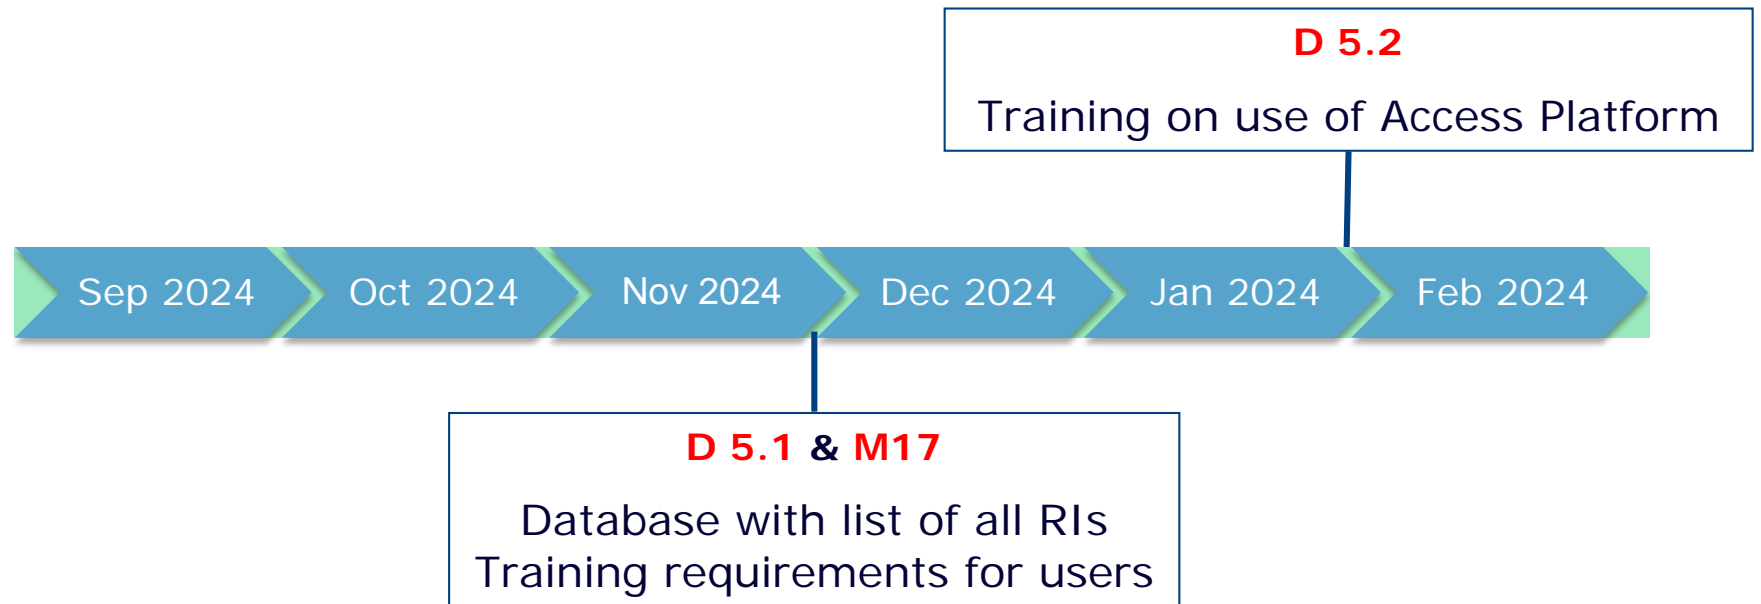 D 5.2
Training on use of Access Platform
Sep 2024
Oct 2024
Nov 2024
Dec 2024
Jan 2024
Feb 2024
D 5.1 & M17
Database with list of all RIs
Training requirements for users